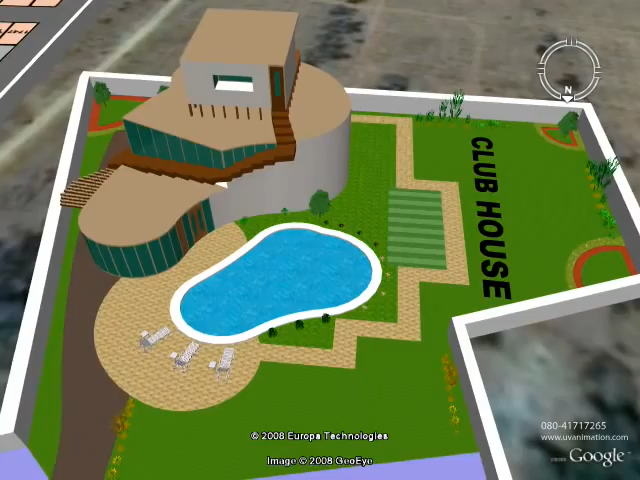 N
CLUB HOUSE
080-41717265
www.uvanimation.com
© 2008 Europa Technologies
Image © 2008 GeoEye
Google